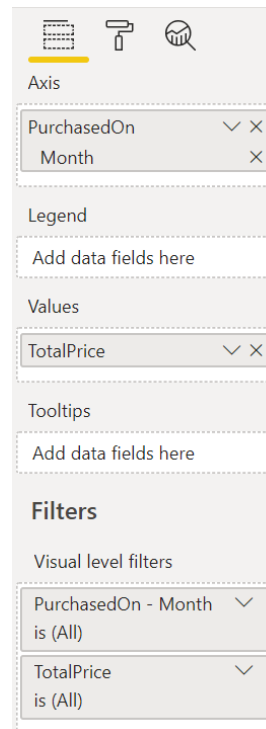 Axis
PurchasedOn
Month
Legend
Add data fields here
Values
TotalPrice
Tooltips
Add data fields here
Filters
Visual level filters
PurchasedOn - Month
is (All)
TotalPrice
is (All)